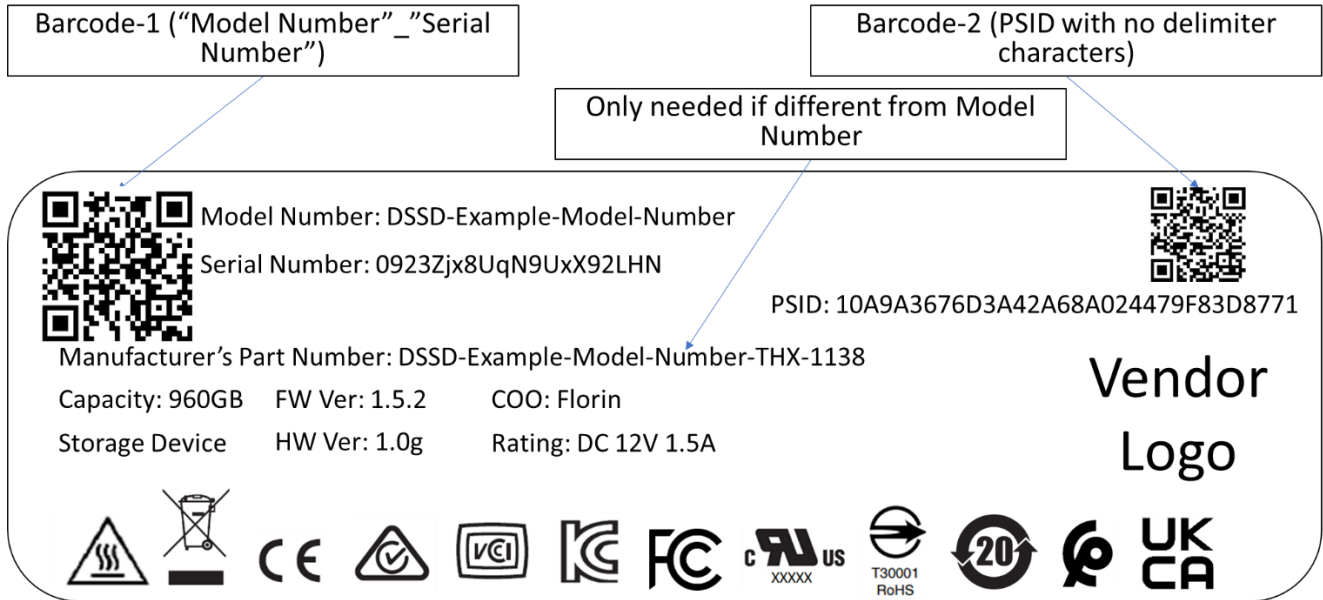 Barcode-1 (“Model Number”_”Serial
Number”)
Barcode-2 (PSID with no delimiter
characters)
Only needed if different from Model
Number
Model Number: DSSD-Example-Model-Number
Serial Number: 0923Zjx8UqN9UxX92LHN
PSID: 10A9A3676D3A42A68A024479F83D8771
Manufacturer’s Part Number: DSSD-Example-Model-Number-THX-1138
Capacity: 960GB FW Ver: 1.5.2 COO: Florin
Storage Device HW Ver: 1.0g Rating: DC 12V 1.5A
Vendor
Logo
CE VCI KC FC c RU US 20 UK
XXXXX CA
T30001
RoHS